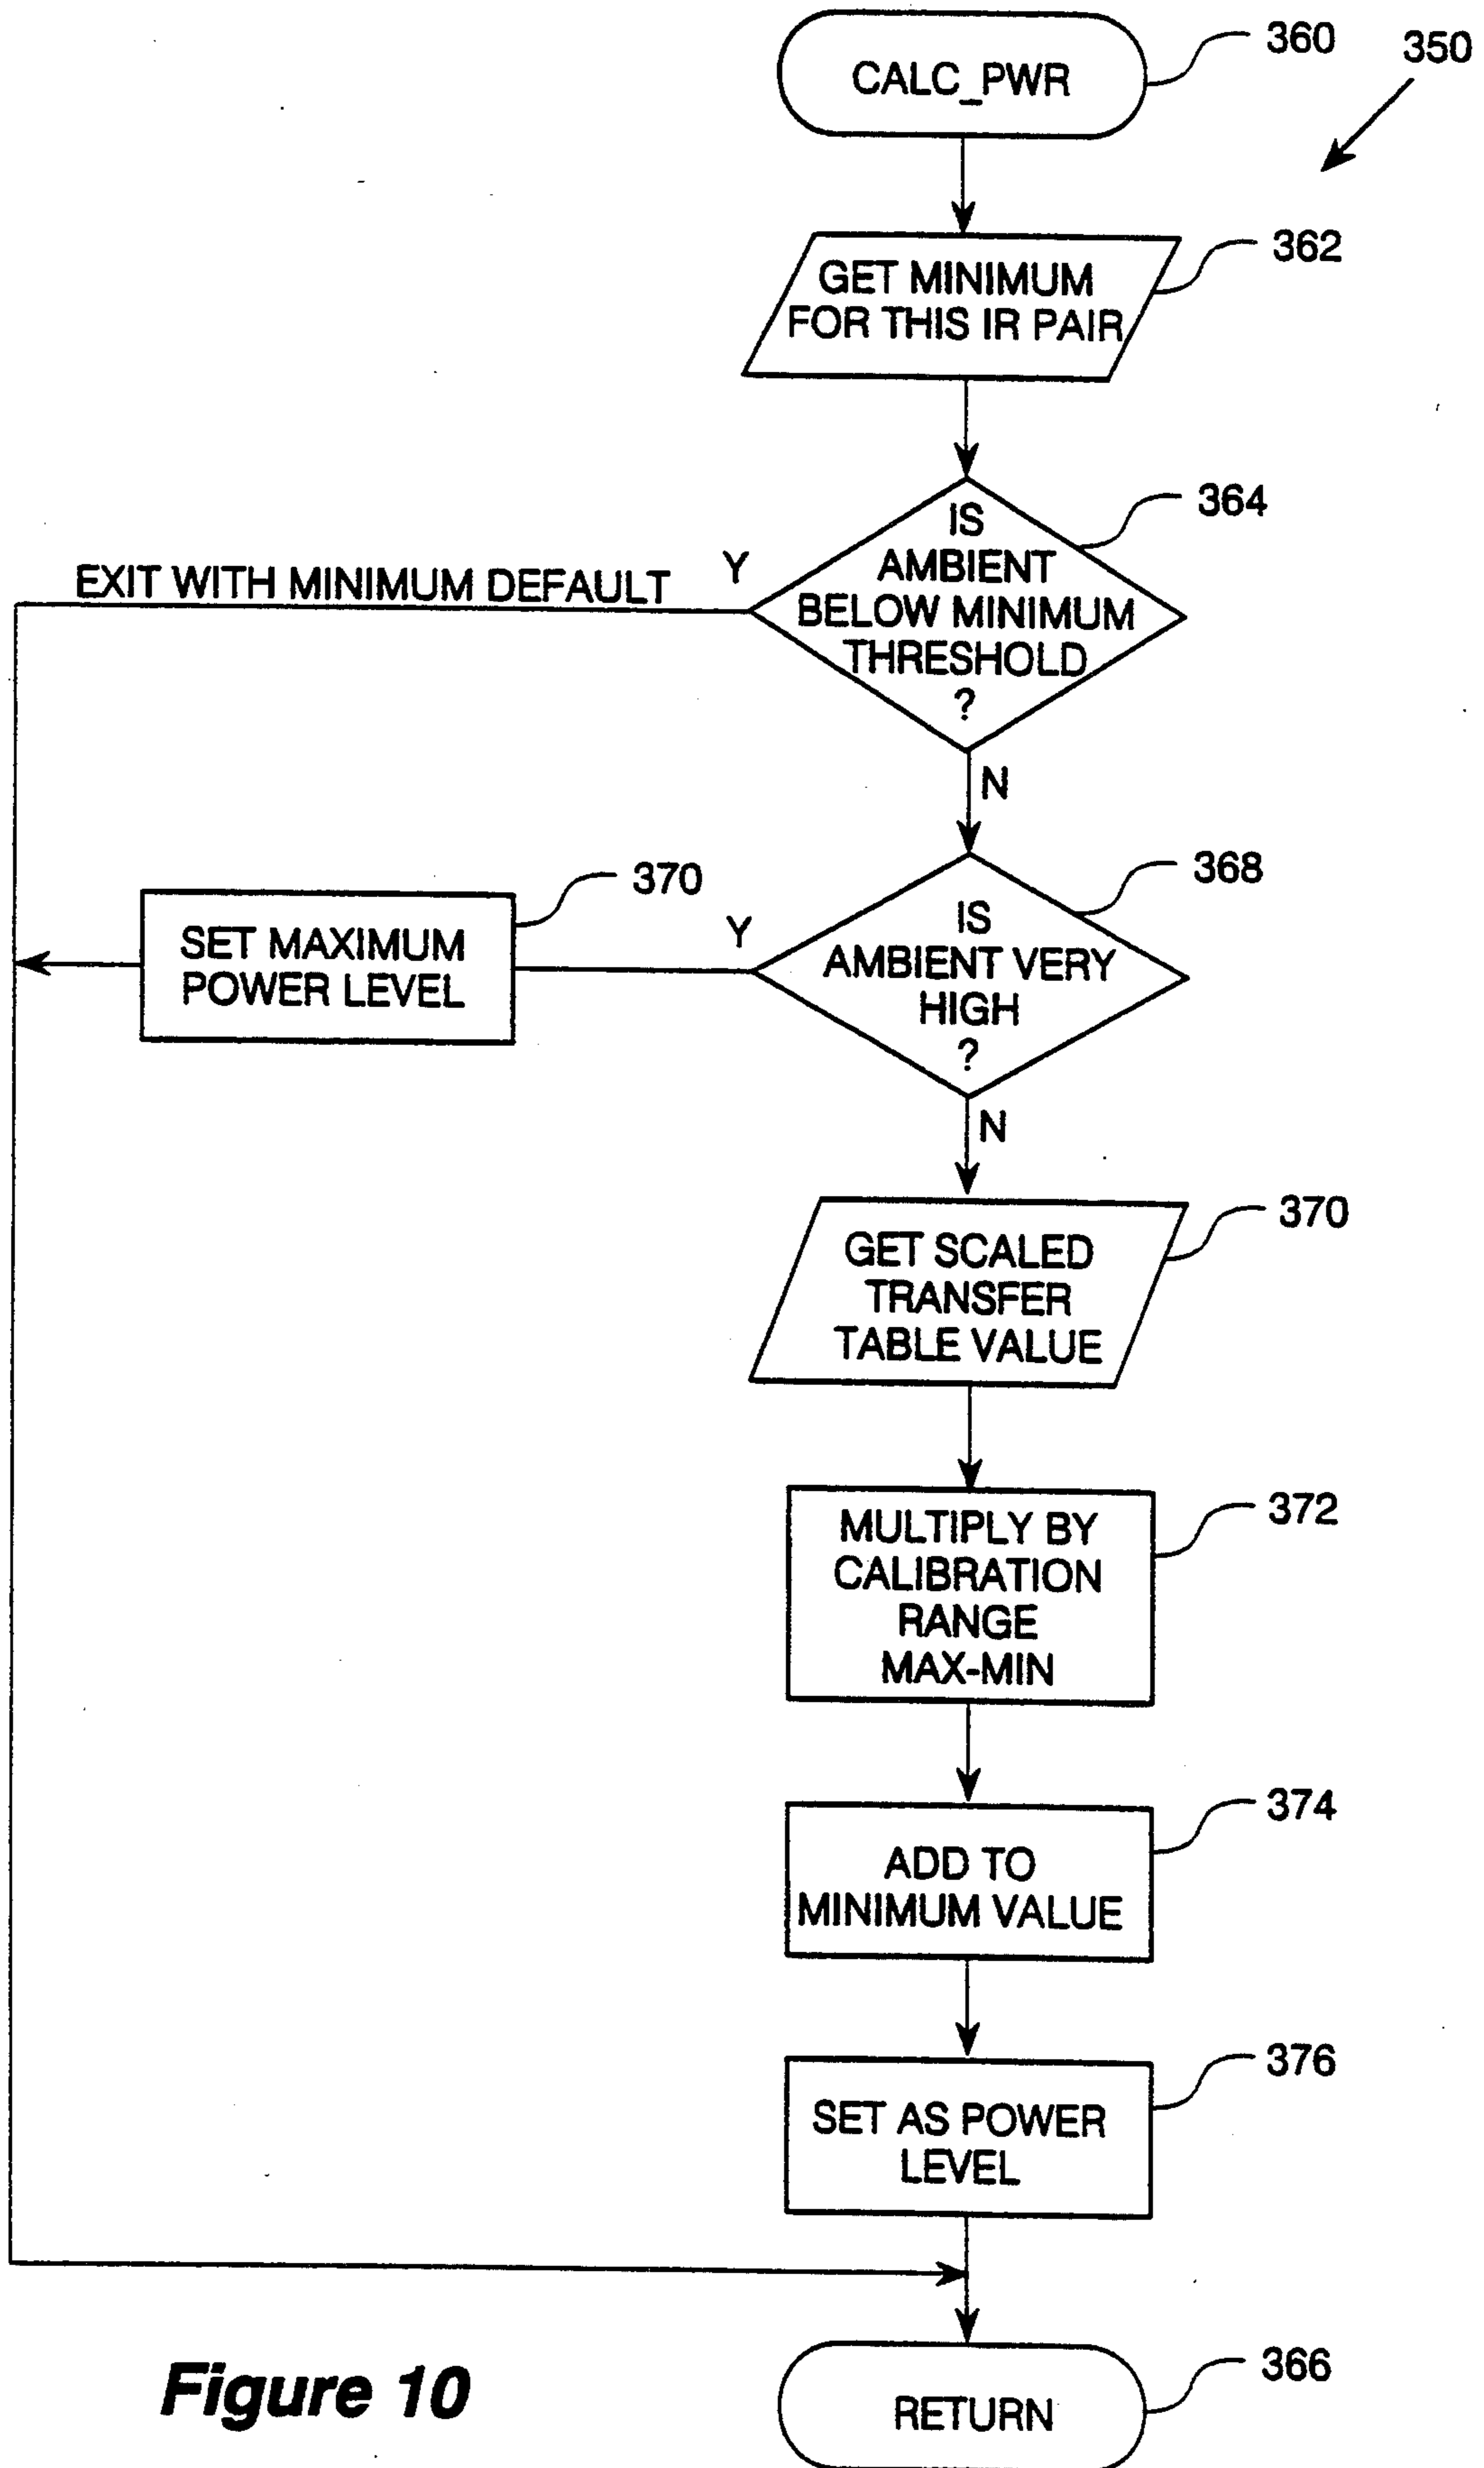 CALC_PWR
360
350
GET MINIMUM
FOR THIS IR PAIR
362
IS
AMBIENT
BELOW MINIMUM
THRESHOLD
?
364
Y
EXIT WITH MINIMUM DEFAULT
N
IS
AMBIENT VERY
HIGH
?
368
Y
SET MAXIMUM
POWER LEVEL
370
N
GET SCALED
TRANSFER
TABLE VALUE
370
MULTIPLY BY
CALIBRATION
RANGE
MAX-MIN
372
ADD TO
MINIMUM VALUE
374
SET AS POWER
LEVEL
376
RETURN
366
Figure 10